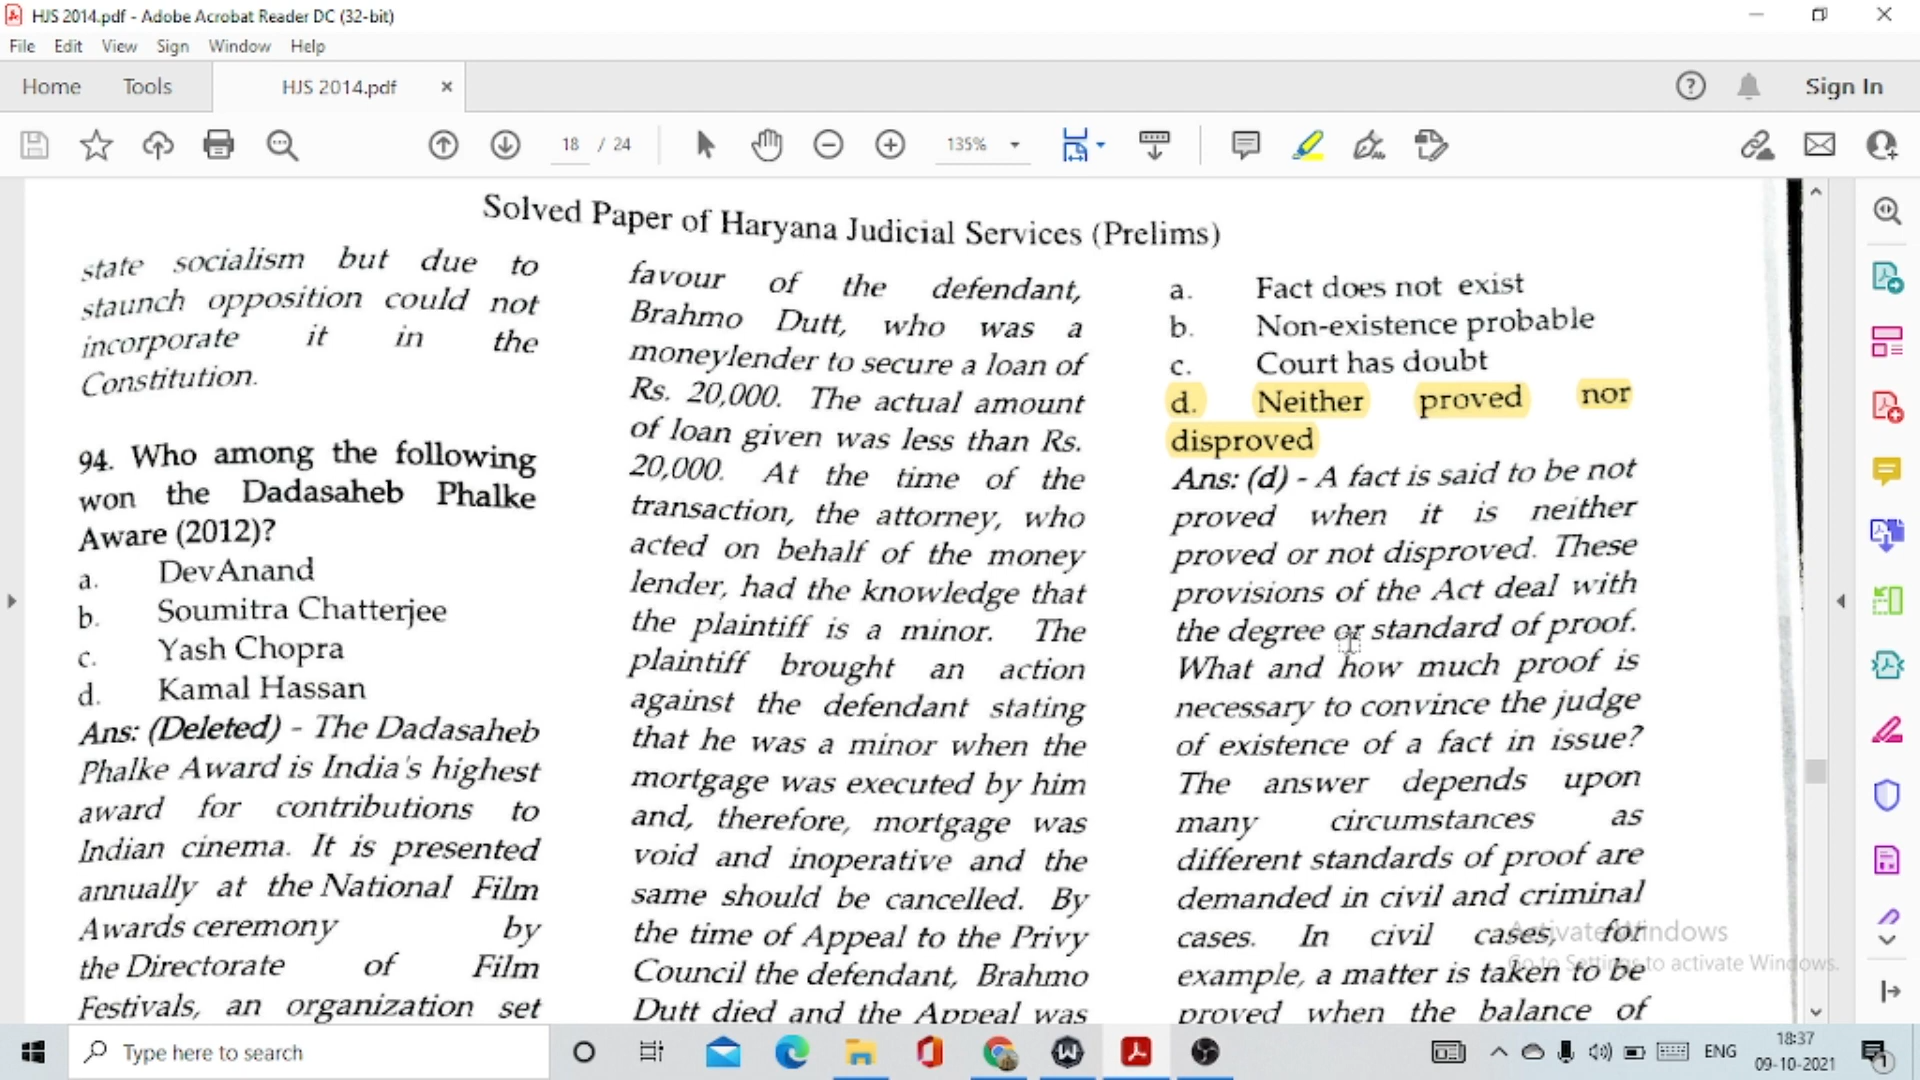 HJS 2014.pdf - Adobe Acrobat Reader DC (32-bit)
File Edit View Sign Window Help
Home Tools HJS 2014.pdf × Sign In
18 / 24 135%
Solved Paper of Haryana Judicial Services (Prelims)
state socialism but due to
staunch opposition could not
incorporate it in the
Constitution.
94. Who among the following
won the Dadasaheb Phalke
Aware (2012)?
a. DevAnand
b. Soumitra Chatterjee
c. Yash Chopra
d. Kamal Hassan
Ans: (Deleted) - The Dadasaheb
Phalke Award is India's highest
award for contributions to
Indian cinema. It is presented
annually at the National Film
Awards ceremony by
the Directorate of Film
Festivals, an organization set
favour of the defendant,
Brahmo Dutt, who was a
moneylender to secure a loan of
Rs. 20,000. The actual amount
of loan given was less than Rs.
20,000. At the time of the
transaction, the attorney, who
acted on behalf of the money
lender, had the knowledge that
the plaintiff is a minor. The
plaintiff brought an action
against the defendant stating
that he was a minor when the
mortgage was executed by him
and, therefore, mortgage was
void and inoperative and the
same should be cancelled. By
the time of Appeal to the Privy
Council the defendant, Brahmo
Dutt died and the Appeal was
a. Fact does not exist
b. Non-existence probable
c. Court has doubt
d. Neither proved nor
disproved
Ans: (d) - A fact is said to be not
proved when it is neither
proved or not disproved. These
provisions of the Act deal with
the degree or standard of proof.
What and how much proof is
necessary to convince the judge
of existence of a fact in issue?
The answer depends upon
many circumstances as
different standards of proof are
demanded in civil and criminal
cases. In civil cases, for
example, a matter is taken to be
proved when the balance of
Activate Windows
Go to Settings to activate Windows.
Type here to search
ENG
18:37
09-10-2021
1